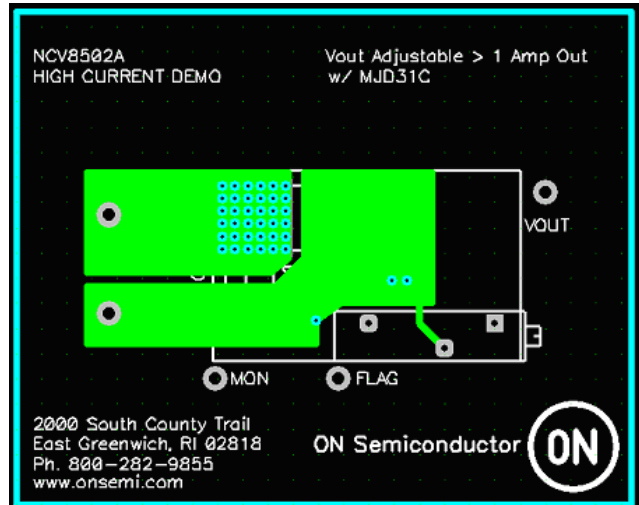 NCV8502A
HIGH CURRENT DEMO
Vout Adjustable > 1 Amp Out
w/ MJD31C
VOUT
MON
FLAG
2000 South County Trail
East Greenwich, RI 02818
Ph. 800-282-9855
www.onsemi.com
ON Semiconductor
ON